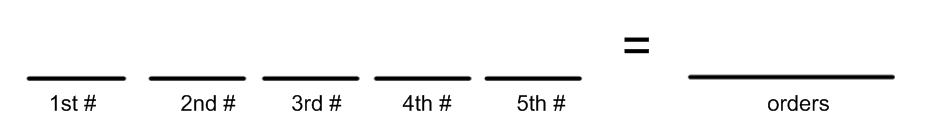 =
1st # 2nd # 3rd # 4th # 5th # orders